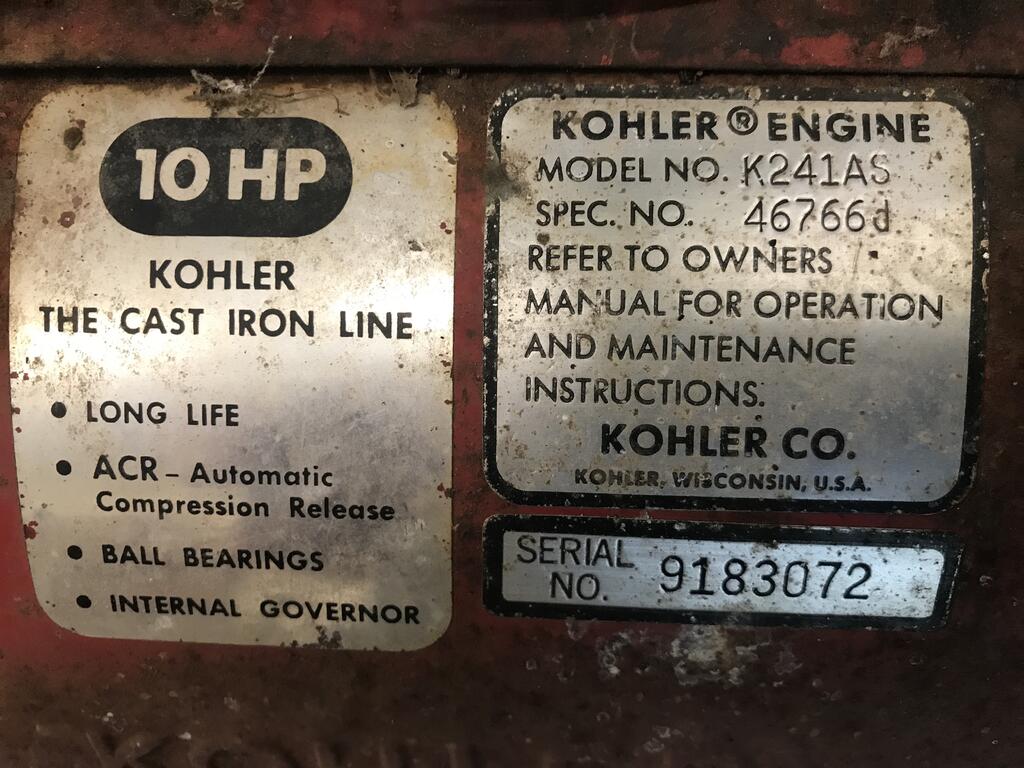 10 HP
KOHLER
THE CAST IRON LINE
• LONG LIFE
• ACR – Automatic
Compression Release
• BALL BEARINGS
• INTERNAL GOVERNOR
KOHLER® ENGINE
MODEL NO. K241AS
SPEC. NO. 46766d
REFER TO OWNERS
MANUAL FOR OPERATION
AND MAINTENANCE
INSTRUCTIONS.
KOHLER CO.
KOHLER, WISCONSIN, U.S.A.
SERIAL
NO. 9183072